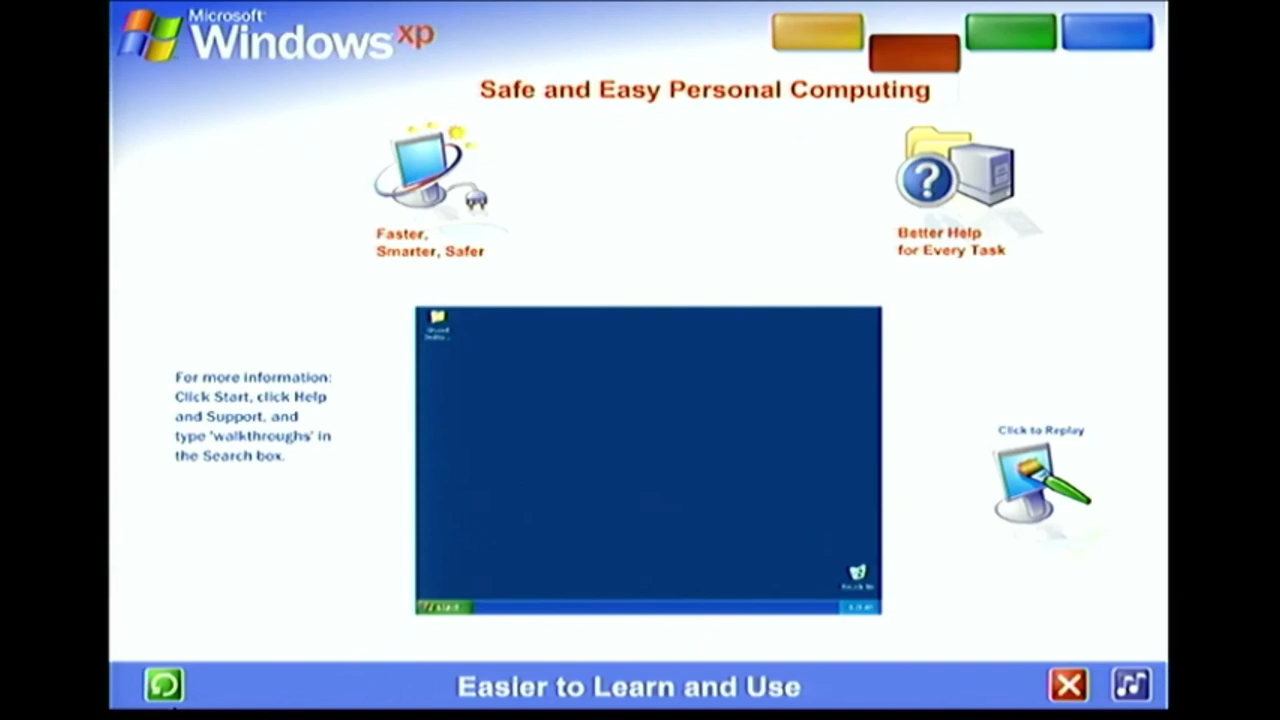 Microsoft
Windows xp
Safe and Easy Personal Computing
Faster,
Smarter, Safer
Better Help
for Every Task
For more information:
Click Start, click Help
and Support, and
type 'walkthroughs' in
the Search box.
Click to Replay
start
Easier to Learn and Use